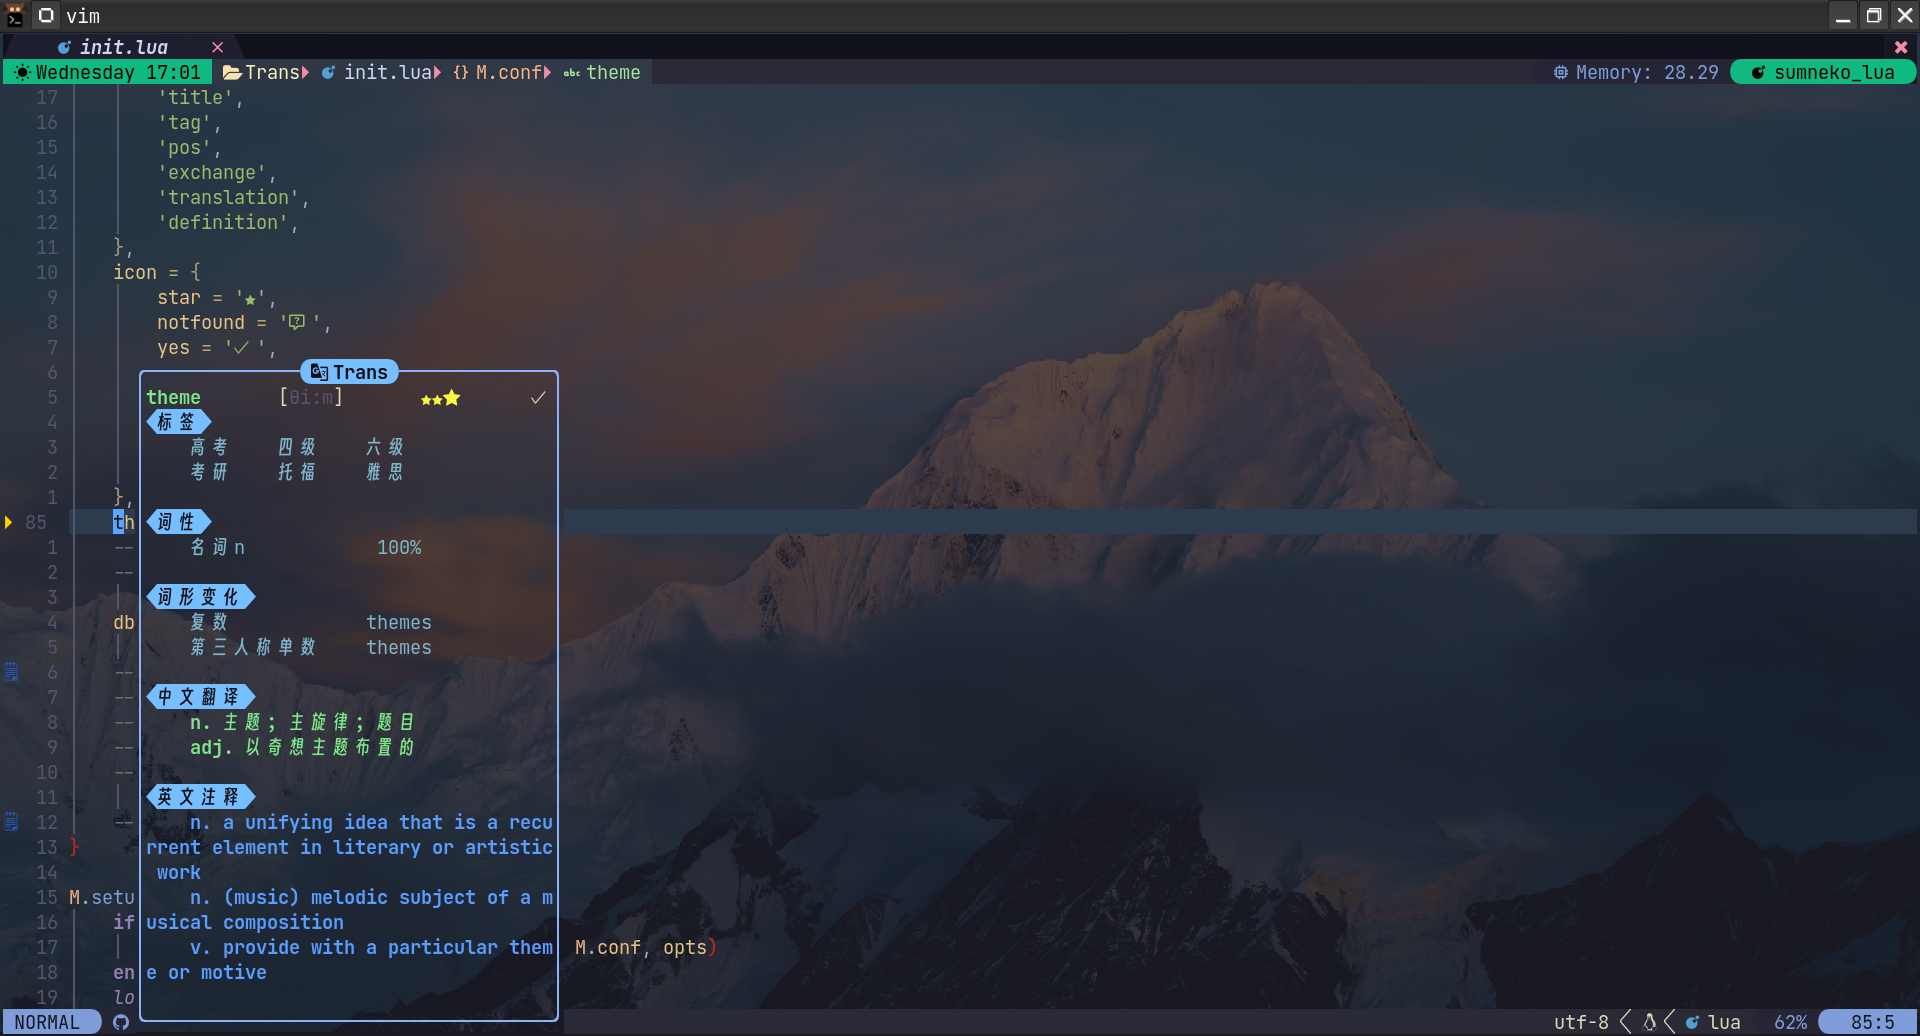 vim
init.lua
Wednesday 17:01 Trans init.lua {} M.conf abc theme Memory: 28.29 sumneko_lua
17 'title',
16 'tag',
15 'pos',
14 'exchange',
13 'translation',
12 'definition',
11 },
10 icon = {
9 star = '★',
8 notfound = ' ',
7 yes = '✓ ',
6 Trans
5 theme [θi:m] ★★★ ✓
4 标签
3 高考 四级 六级
2 考研 托福 雅思
1 },
85 th 词性
1 -- 名词n 100%
2 --
3 词形变化
4 db 复数 themes
5 第三人称单数 themes
6 --
7 -- 中文翻译
8 -- n. 主题；主旋律；题目
9 -- adj. 以奇想主题布置的
10 --
11 英文注释
12 -- n. a unifying idea that is a recu
13 } rrent element in literary or artistic
14 work
15 M.setu n. (music) melodic subject of a m
16 if usical composition
17 v. provide with a particular them M.conf, opts)
18 en e or motive
19 lo
NORMAL utf-8 lua 62% 85:5